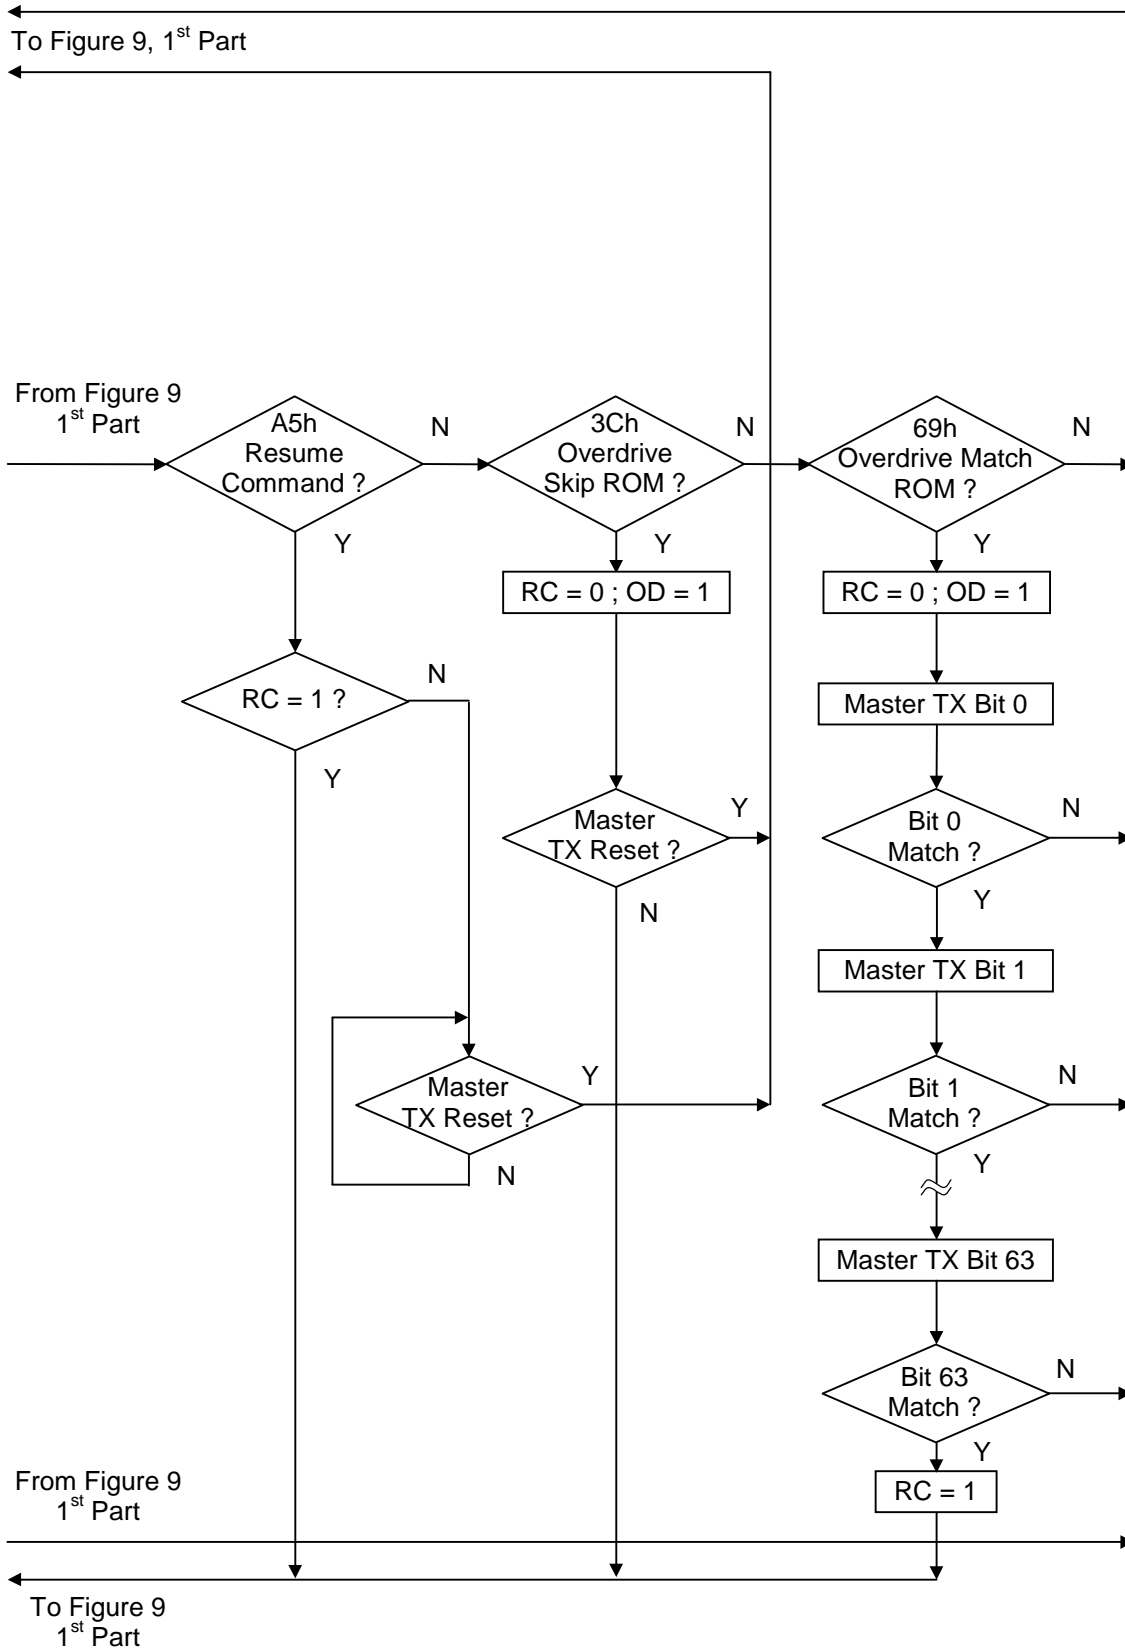 To Figure 9, 1st Part
From Figure 9
1st Part
A5h
Resume
Command ?
N
Y
3Ch
Overdrive
Skip ROM ?
N
Y
69h
Overdrive Match
ROM ?
N
Y
RC = 0 ; OD = 1
RC = 0 ; OD = 1
RC = 1 ?
N
Y
Master TX Bit 0
Master
TX Reset ?
Y
N
Bit 0
Match ?
N
Y
Master TX Bit 1
Master
TX Reset ?
Y
N
Bit 1
Match ?
N
Y
Master TX Bit 63
Bit 63
Match ?
N
Y
RC = 1
From Figure 9
1st Part
To Figure 9
1st Part